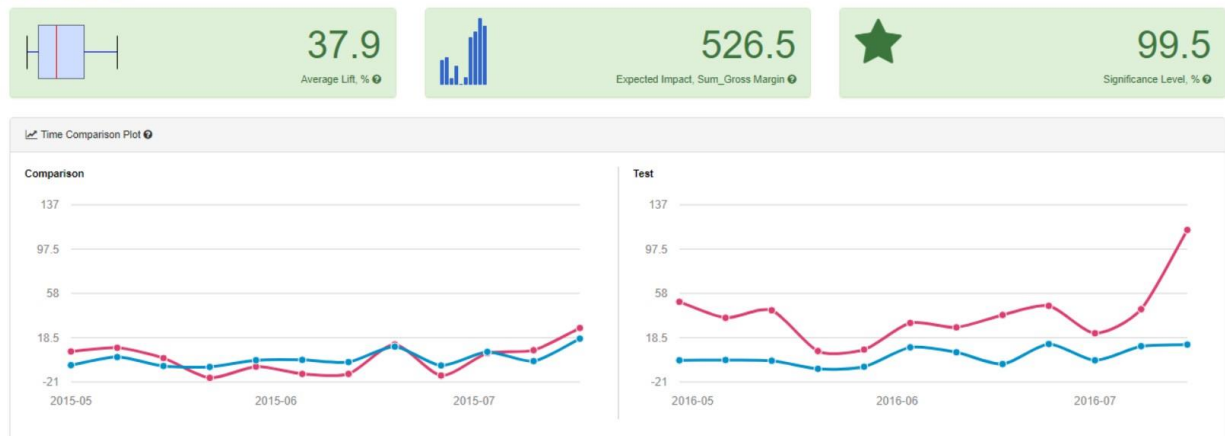 37.9
Average Lift, %
526.5
Expected Impact, Sum_Gross Margin
99.5
Significance Level, %
Time Comparison Plot
Comparison
137
97.5
58
18.5
-21
2015-05 2015-06 2015-07
Test
137
97.5
58
18.5
-21
2016-05 2016-06 2016-07